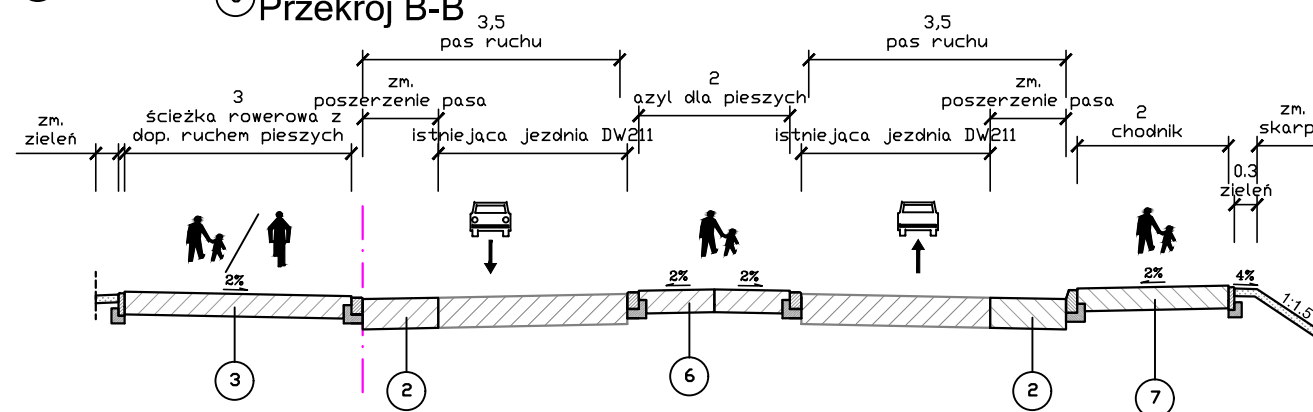 Przekrój B-B
3,5
pas ruchu
3,5
pas ruchu
zm.
poszerzenie pasa
2
azyl dla pieszych
zm.
poszerzenie pasa
3
ścieżka rowerowa z
dop. ruchem pieszych
zm.
zieleń
istniejąca jezdnia DW211
istniejąca jezdnia DW211
2
chodnik
zm.
skarp
0.3
zieleń
2%
2%
2%
2%
4%
1:1.5
3
2
6
2
7